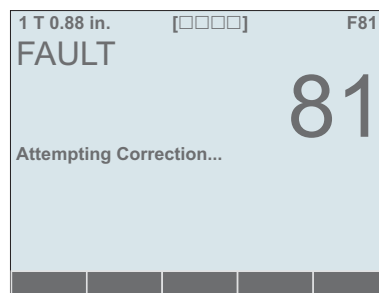 1 T 0.88 in. [□□□□] F81
FAULT
81
Attempting Correction...